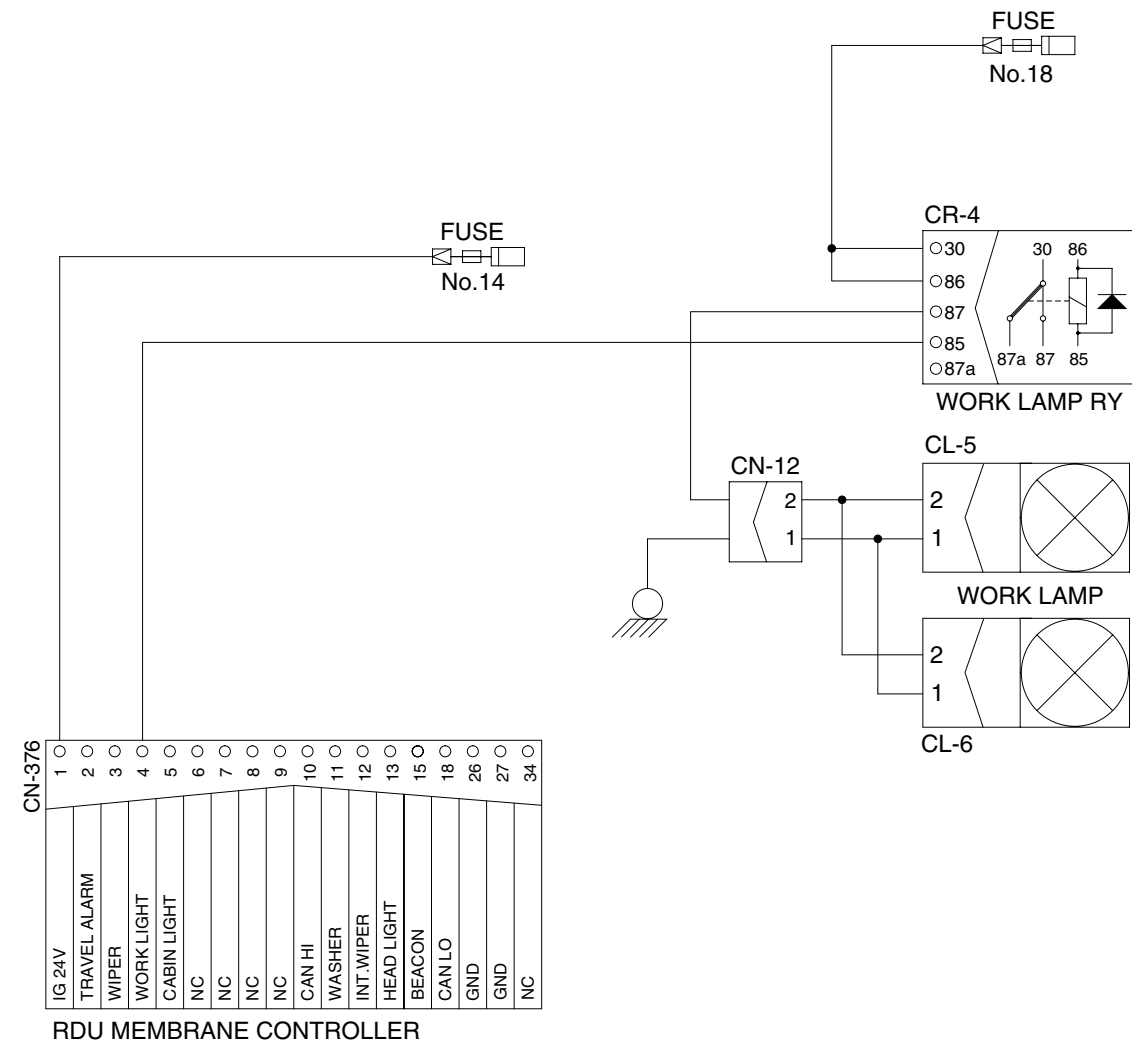 FUSE
No.18
CR-4
30
86
87
85
87a
30 86
87a 87 85
WORK LAMP RY
FUSE
No.14
CN-12
2
1
CL-5
2
1
WORK LAMP
2
1
CL-6
CN-376
1
2
3
4
5
6
7
8
9
10
11
12
13
15
18
26
27
34
IG 24V
TRAVEL ALARM
WIPER
WORK LIGHT
CABIN LIGHT
NC
NC
NC
NC
CAN HI
WASHER
INT.WIPER
HEAD LIGHT
BEACON
CAN LO
GND
GND
NC
RDU MEMBRANE CONTROLLER